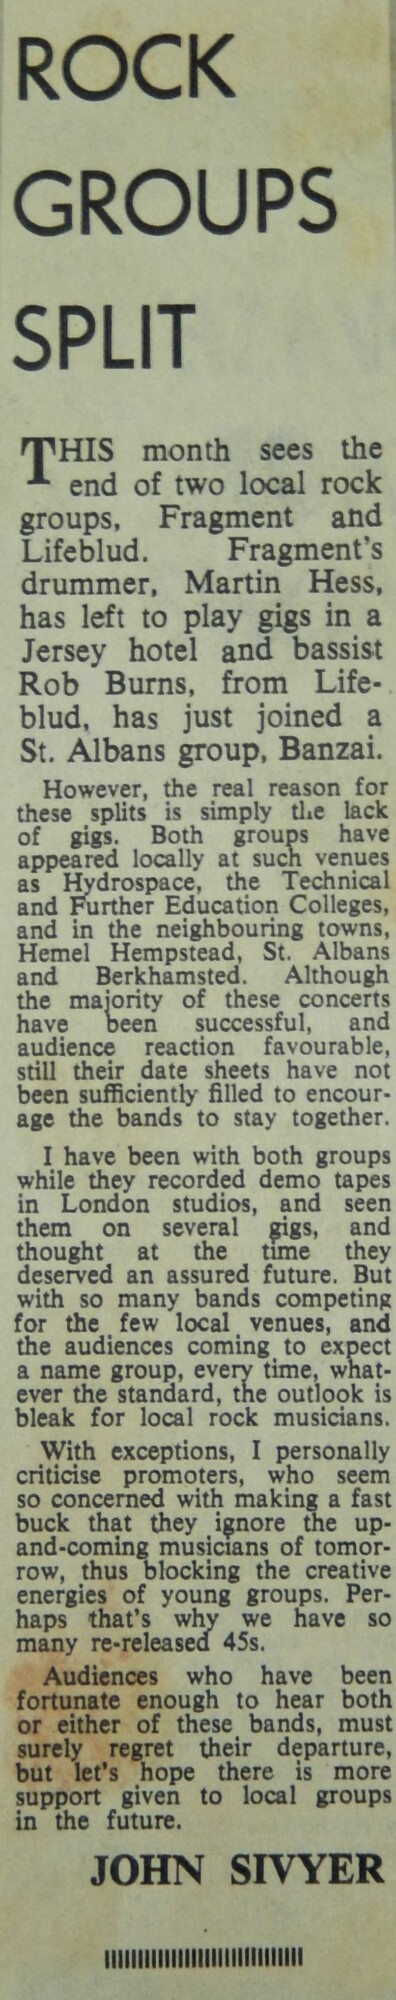 ROCK
GROUPS
SPLIT
THIS month sees the
end of two local rock
groups, Fragment and
Lifeblud. Fragment's
drummer, Martin Hess,
has left to play gigs in a
Jersey hotel and bassist
Rob Burns, from Life-
blud, has just joined a
St. Albans group, Banzai.
However, the real reason for
these splits is simply the lack
of gigs. Both groups have
appeared locally at such venues
as Hydrospace, the Technical
and Further Education Colleges,
and in the neighbouring towns,
Hemel Hempstead, St. Albans
and Berkhamsted. Although
the majority of these concerts
have been successful, and
audience reaction favourable,
still their date sheets have not
been sufficiently filled to encour-
age the bands to stay together.
I have been with both groups
while they recorded demo tapes
in London studios, and seen
them on several gigs, and
thought at the time they
deserved an assured future. But
with so many bands competing
for the few local venues, and
the audiences coming to expect
a name group, every time, what-
ever the standard, the outlook is
bleak for local rock musicians.
With exceptions, I personally
criticise promoters, who seem
so concerned with making a fast
buck that they ignore the up-
and-coming musicians of tomor-
row, thus blocking the creative
energies of young groups. Per-
haps that's why we have so
many re-released 45s.
Audiences who have been
fortunate enough to hear both
or either of these bands, must
surely regret their departure,
but let's hope there is more
support given to local groups
in the future.
JOHN SIVYER